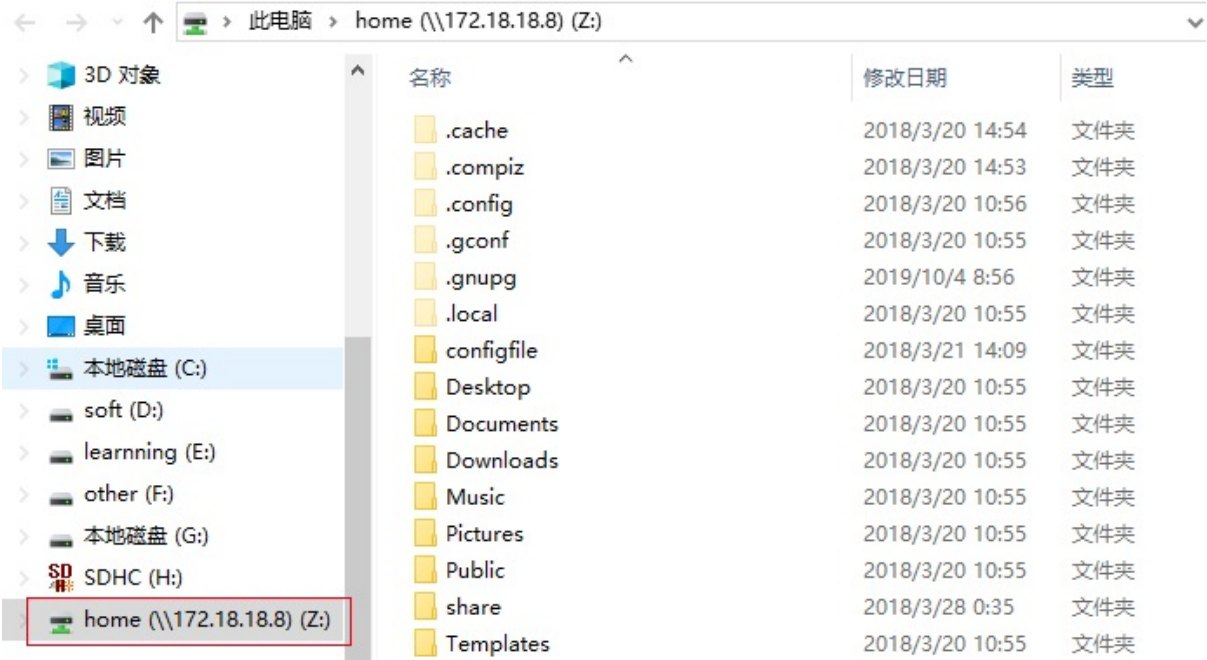 此电脑 home (\\172.18.18.8) (Z:)
3D 对象
视频
图片
文档
下载
音乐
桌面
本地磁盘 (C:)
soft (D:)
learnning (E:)
other (F:)
本地磁盘 (G:)
SD SDHC (H:)
home (\\172.18.18.8) (Z:)
名称 修改日期 类型
.cache 2018/3/20 14:54 文件夹
.compiz 2018/3/20 14:53 文件夹
.config 2018/3/20 10:56 文件夹
.gconf 2018/3/20 10:55 文件夹
.gnupg 2019/10/4 8:56 文件夹
.local 2018/3/20 10:55 文件夹
configfile 2018/3/21 14:09 文件夹
Desktop 2018/3/20 10:55 文件夹
Documents 2018/3/20 10:55 文件夹
Downloads 2018/3/20 10:55 文件夹
Music 2018/3/20 10:55 文件夹
Pictures 2018/3/20 10:55 文件夹
Public 2018/3/20 10:55 文件夹
share 2018/3/28 0:35 文件夹
Templates 2018/3/20 10:55 文件夹